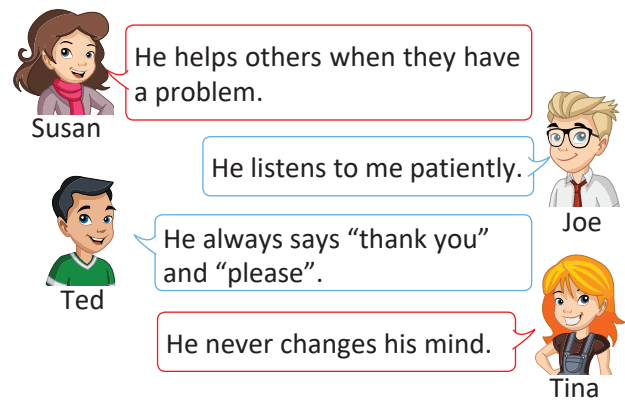 He helps others when they have
a problem.
Susan
He listens to me patiently.
Joe
He always says “thank you”
and “please”.
Ted
He never changes his mind.
Tina